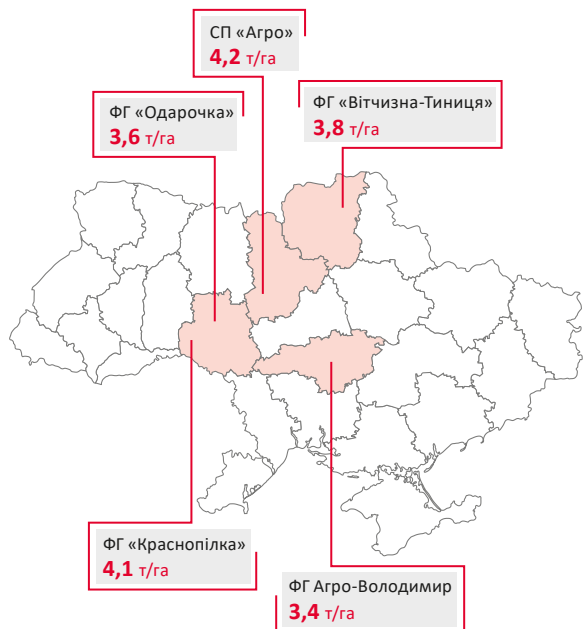 СП «Агро»
4,2 т/га
ФГ «Одарочка»
3,6 т/га
ФГ «Вітчизна-Тиниця»
3,8 т/га
ФГ «Краснопілка»
4,1 т/га
ФГ Агро-Володимир
3,4 т/га